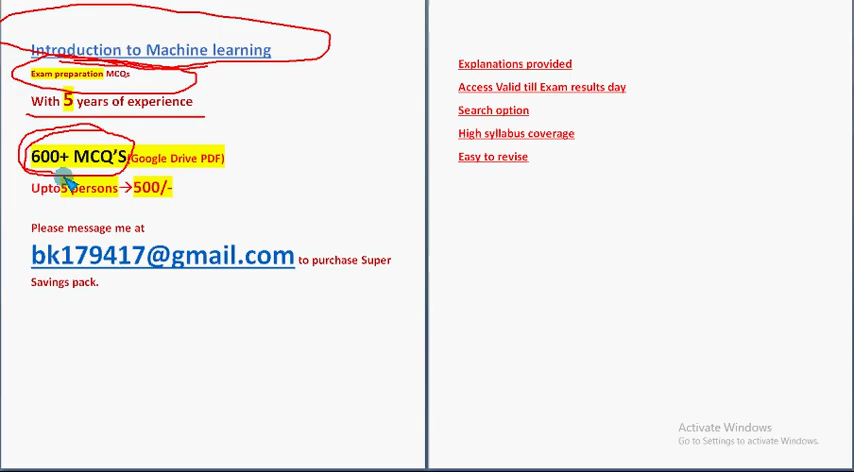 Introduction to Machine learning
Exam preparation MCQs
With 5 years of experience
600+ MCQ’S(Google Drive PDF)
Upto5 persons→500/-
Please message me at
bk179417@gmail.com to purchase Super
Savings pack.
Explanations provided
Access Valid till Exam results day
Search option
High syllabus coverage
Easy to revise
Activate Windows
Go to Settings to activate Windows.